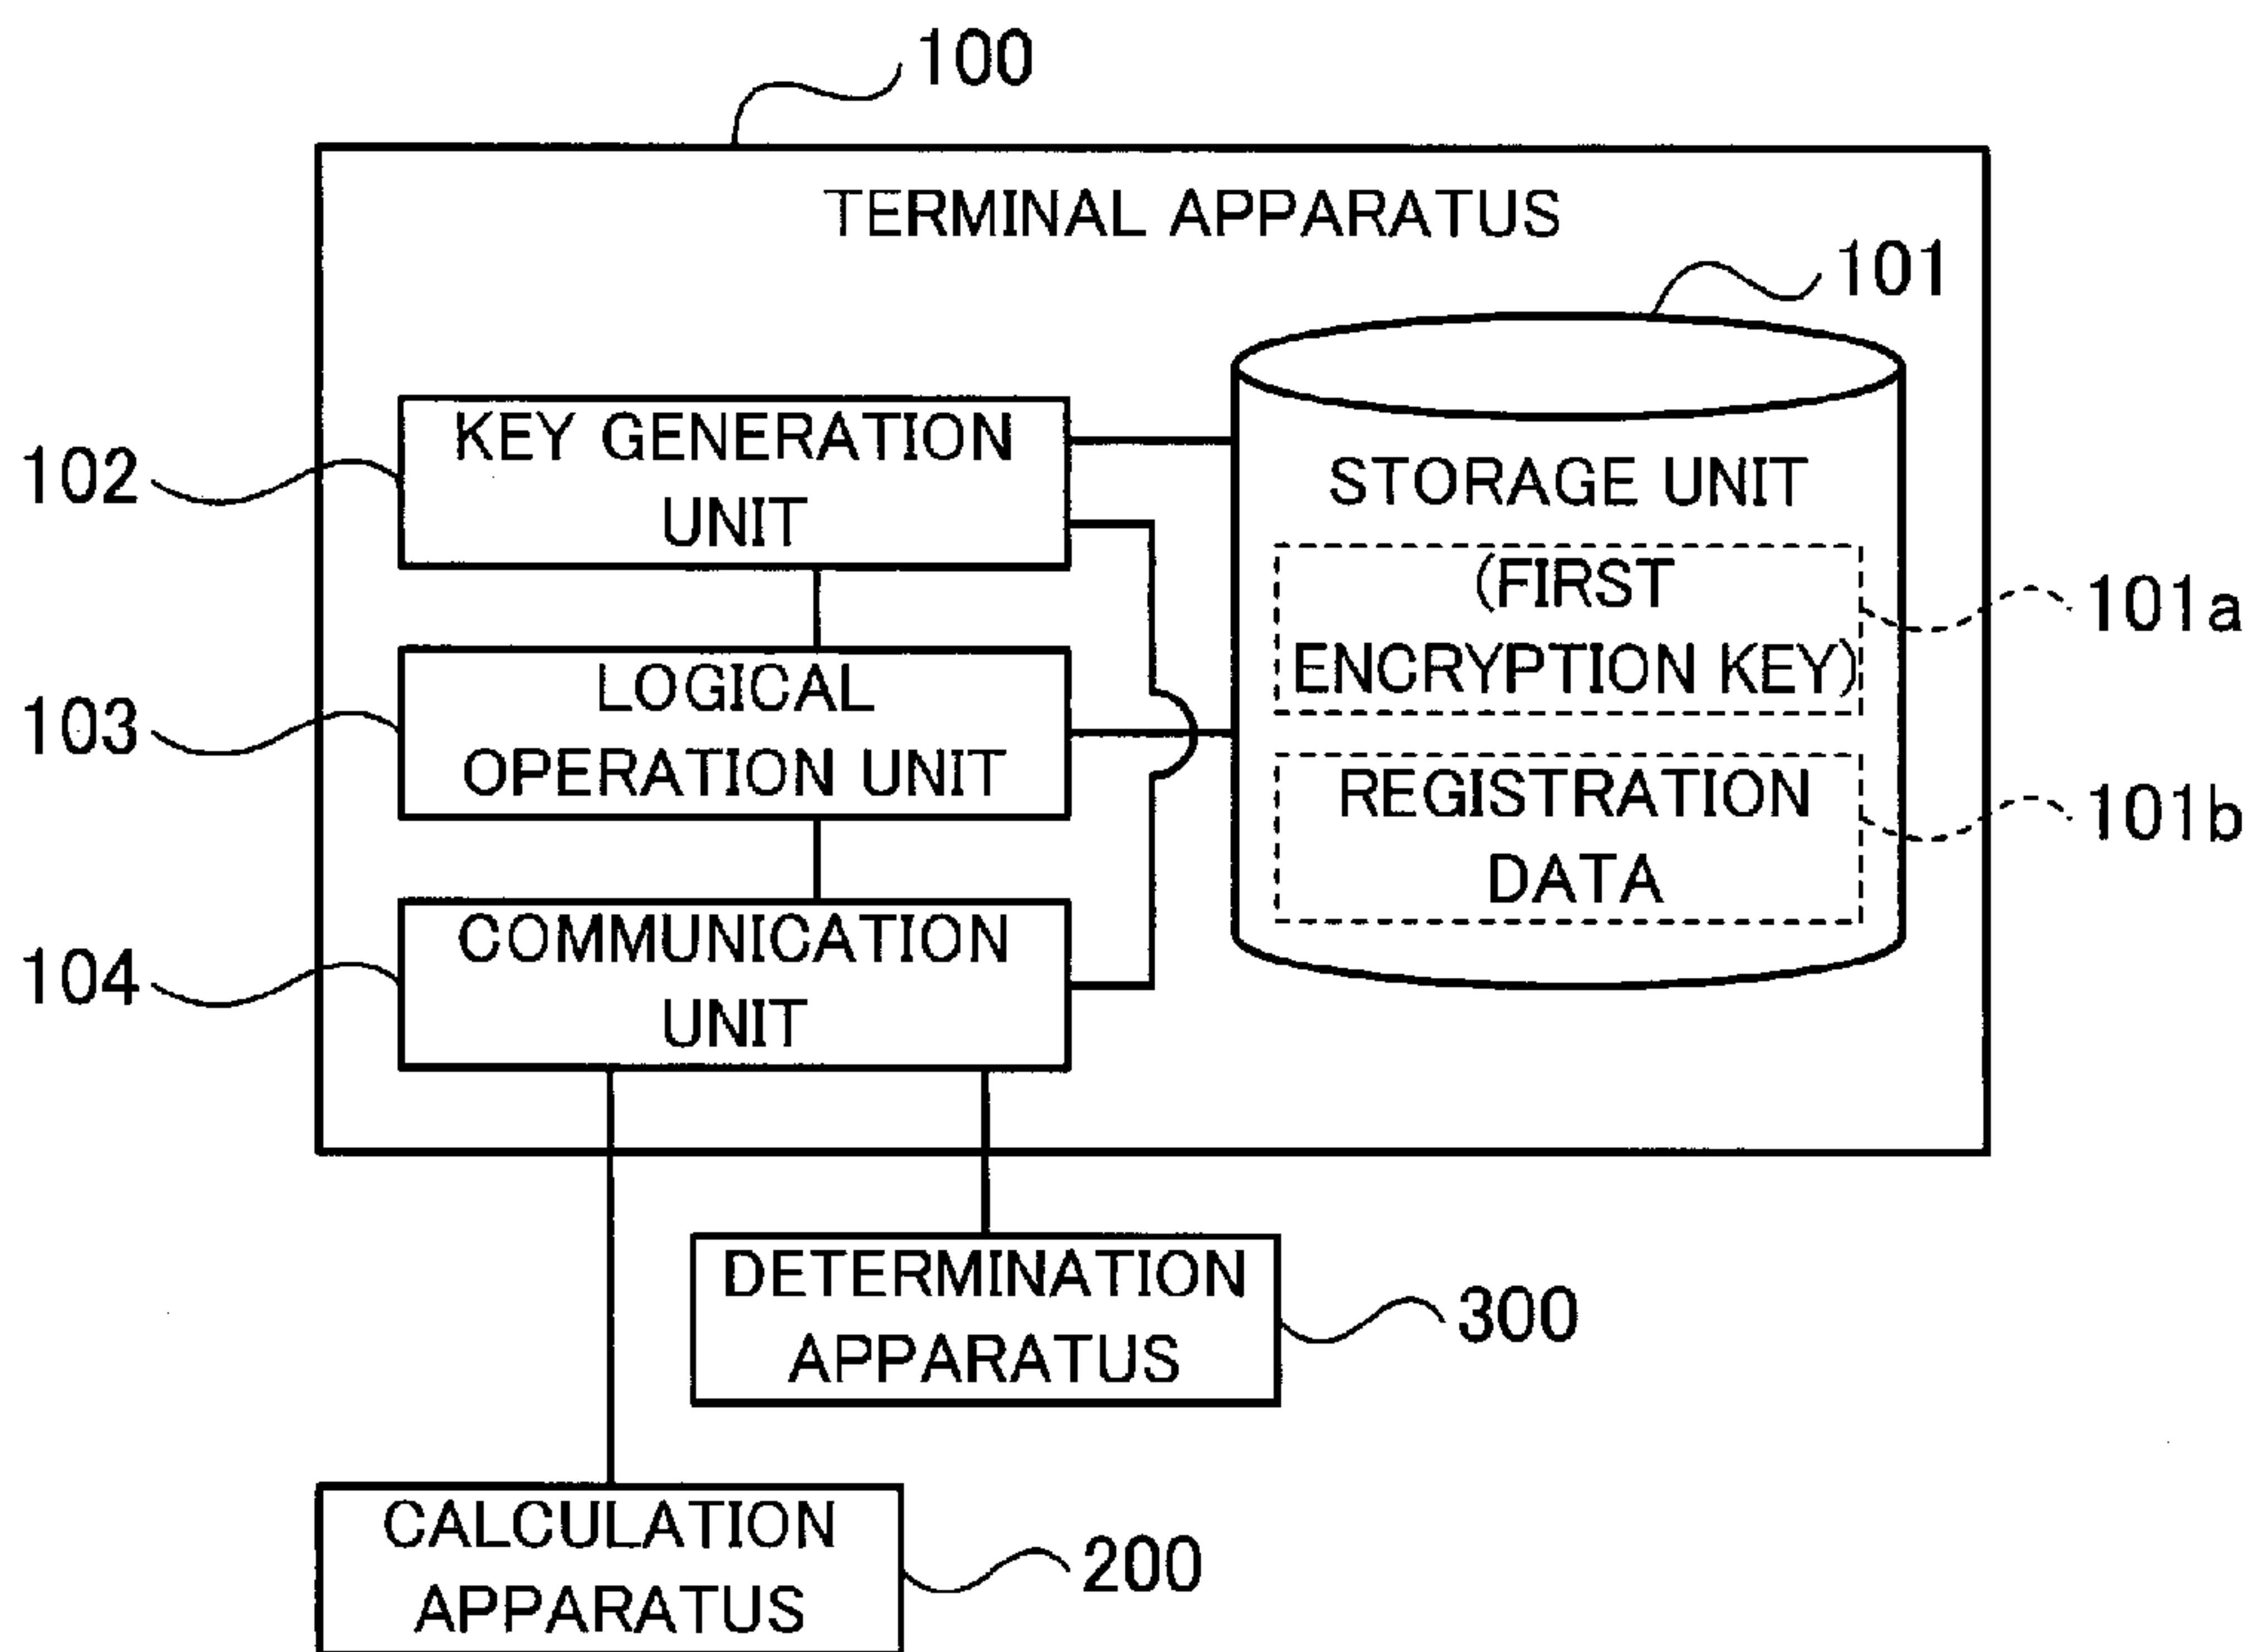 100
TERMINAL APPARATUS
101
KEY GENERATION
UNIT
102
STORAGE UNIT
(FIRST
ENCRYPTION KEY)
101a
LOGICAL
OPERATION UNIT
103
REGISTRATION
DATA
101b
COMMUNICATION
UNIT
104
DETERMINATION
APPARATUS
300
CALCULATION
APPARATUS
200